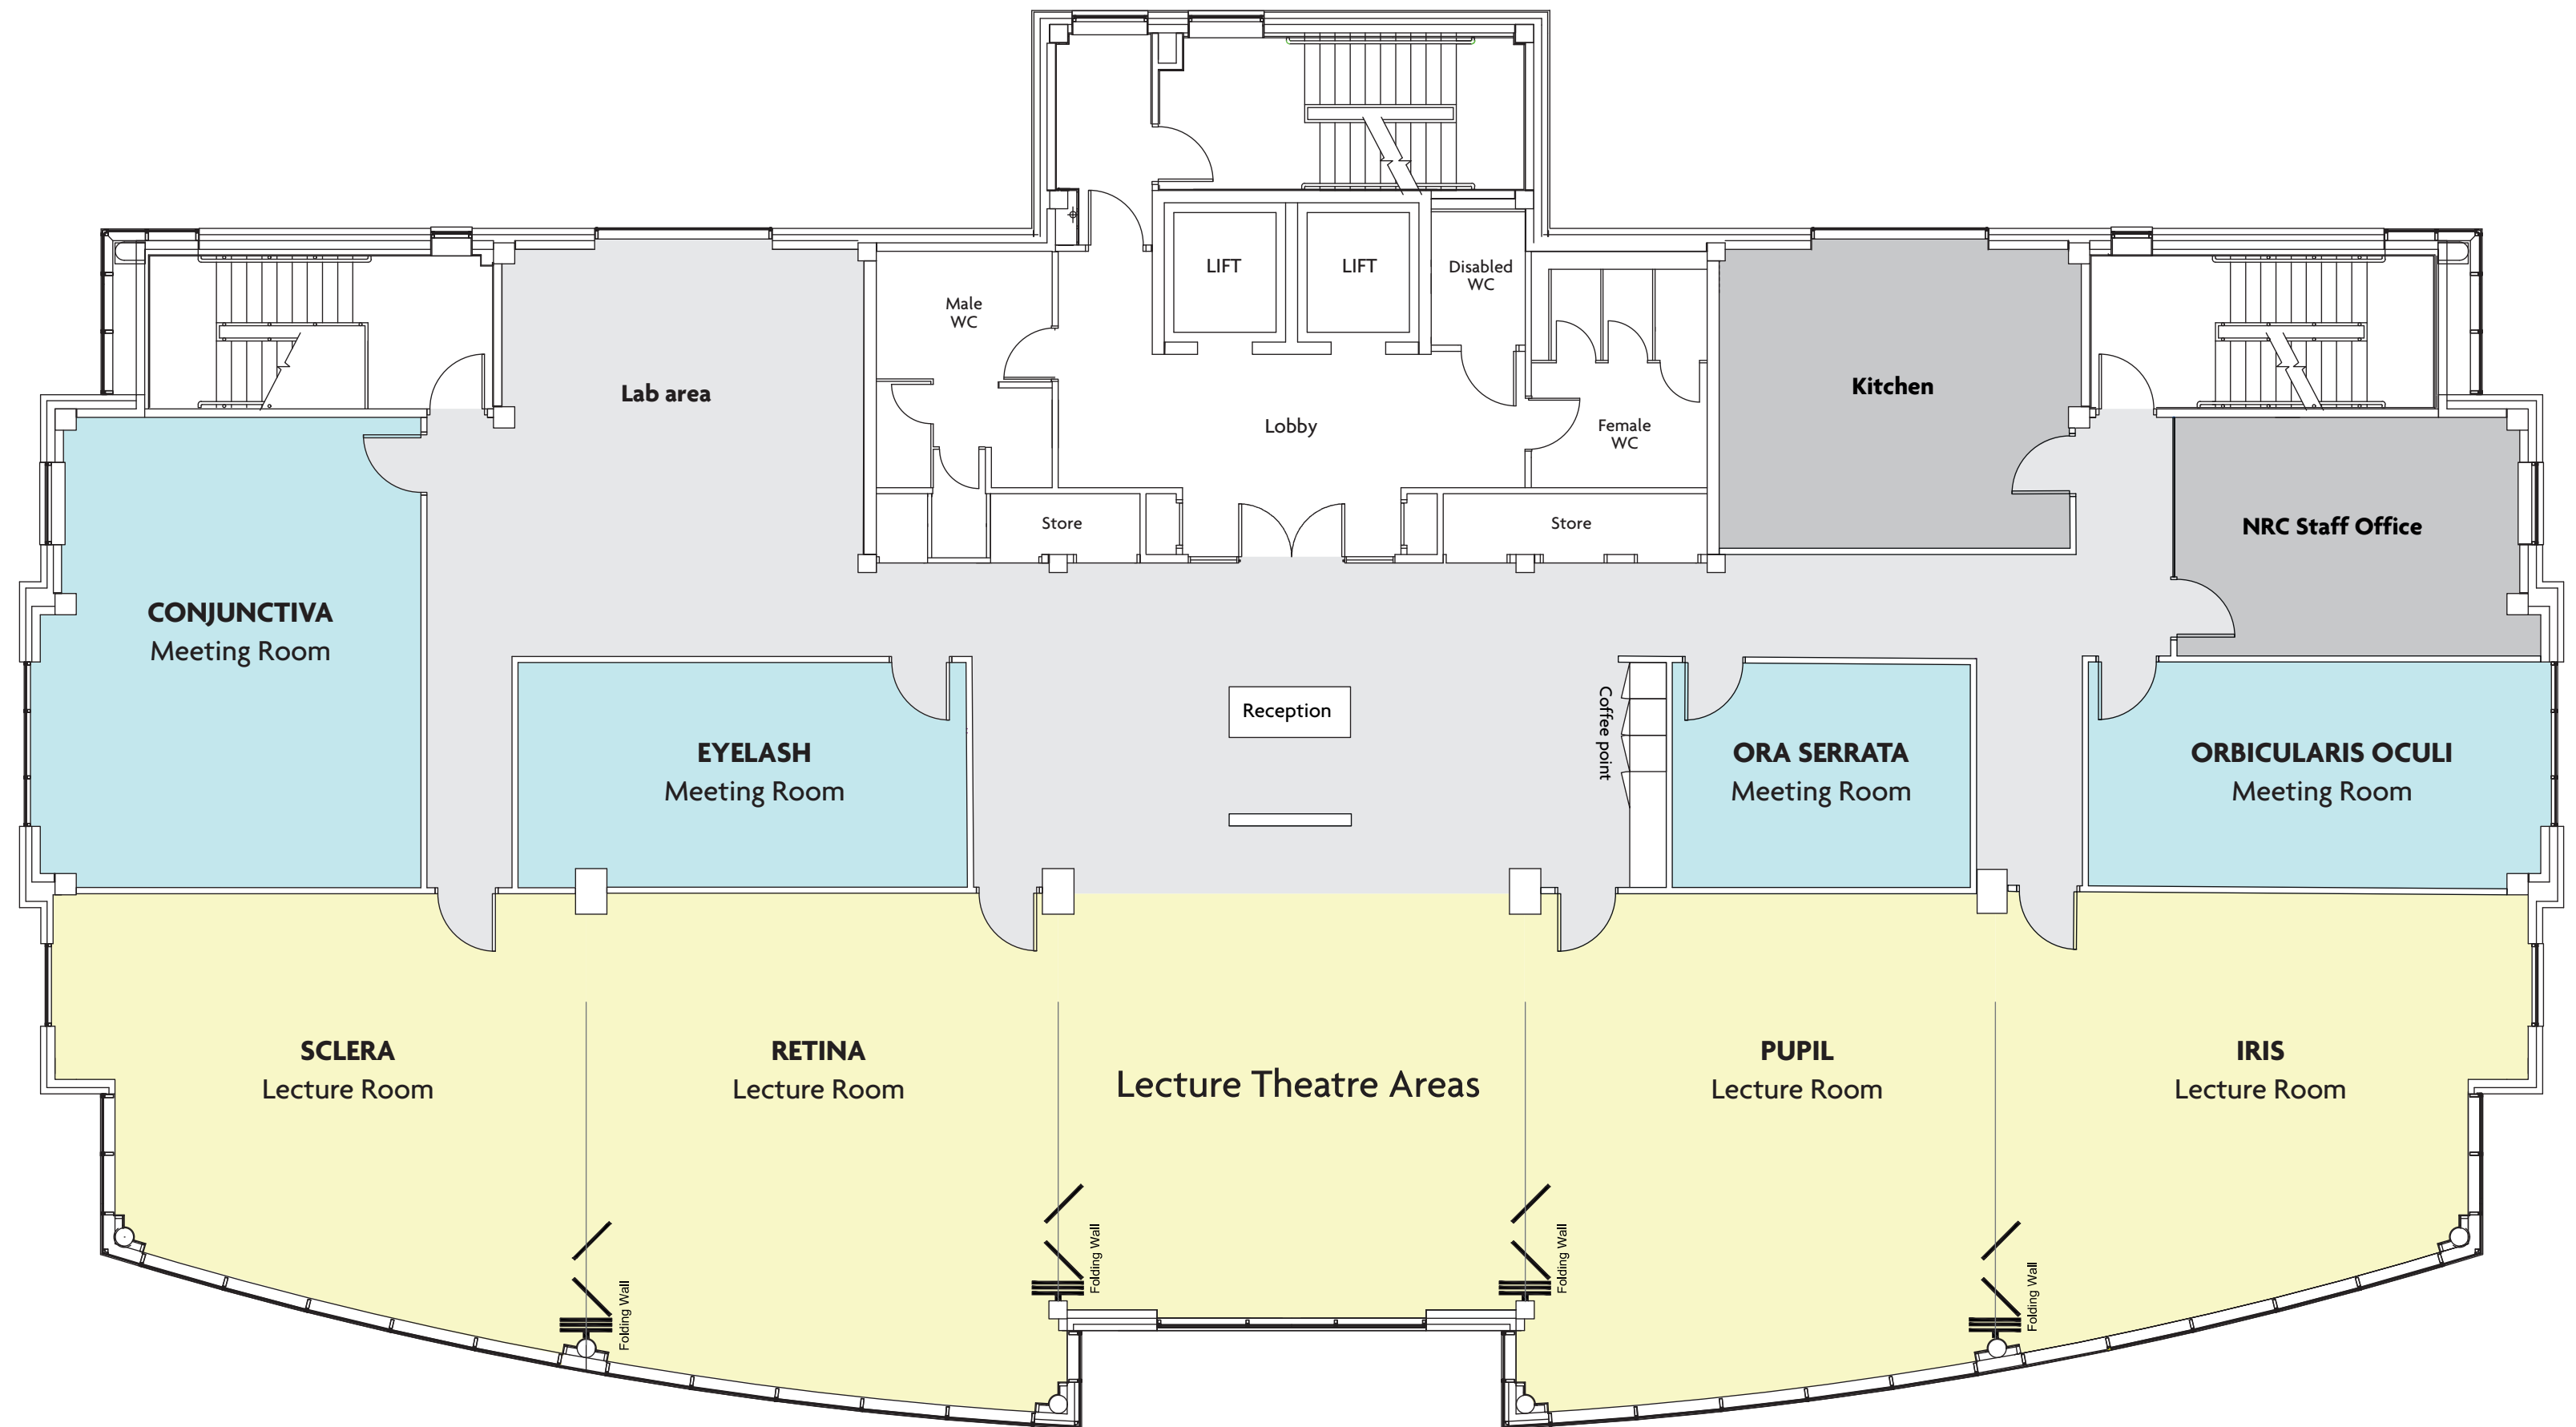 LIFT
LIFT
Disabled
WC
Male
WC
Lab area
Kitchen
Lobby
Female
WC
Store
Store
NRC Staff Office
CONJUNCTIVA
Meeting Room
Reception
Coffee point
EYELASH
Meeting Room
ORA SERRATA
Meeting Room
ORBICULARIS OCULI
Meeting Room
SCLERA
Lecture Room
RETINA
Lecture Room
Lecture Theatre Areas
PUPIL
Lecture Room
IRIS
Lecture Room
Folding Wall
Folding Wall
Folding Wall
Folding Wall